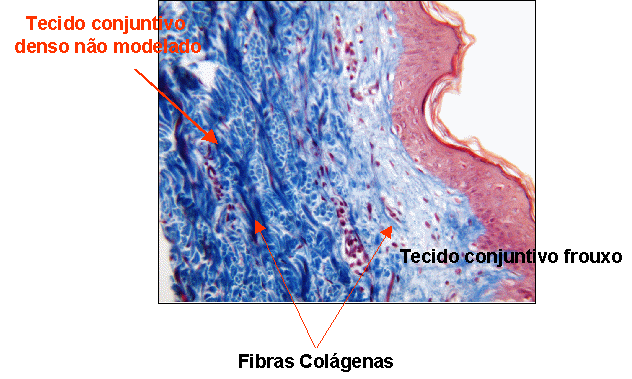 Tecido conjuntivo
denso não modelado
Tecido conjuntivo frouxo
Fibras Colágenas